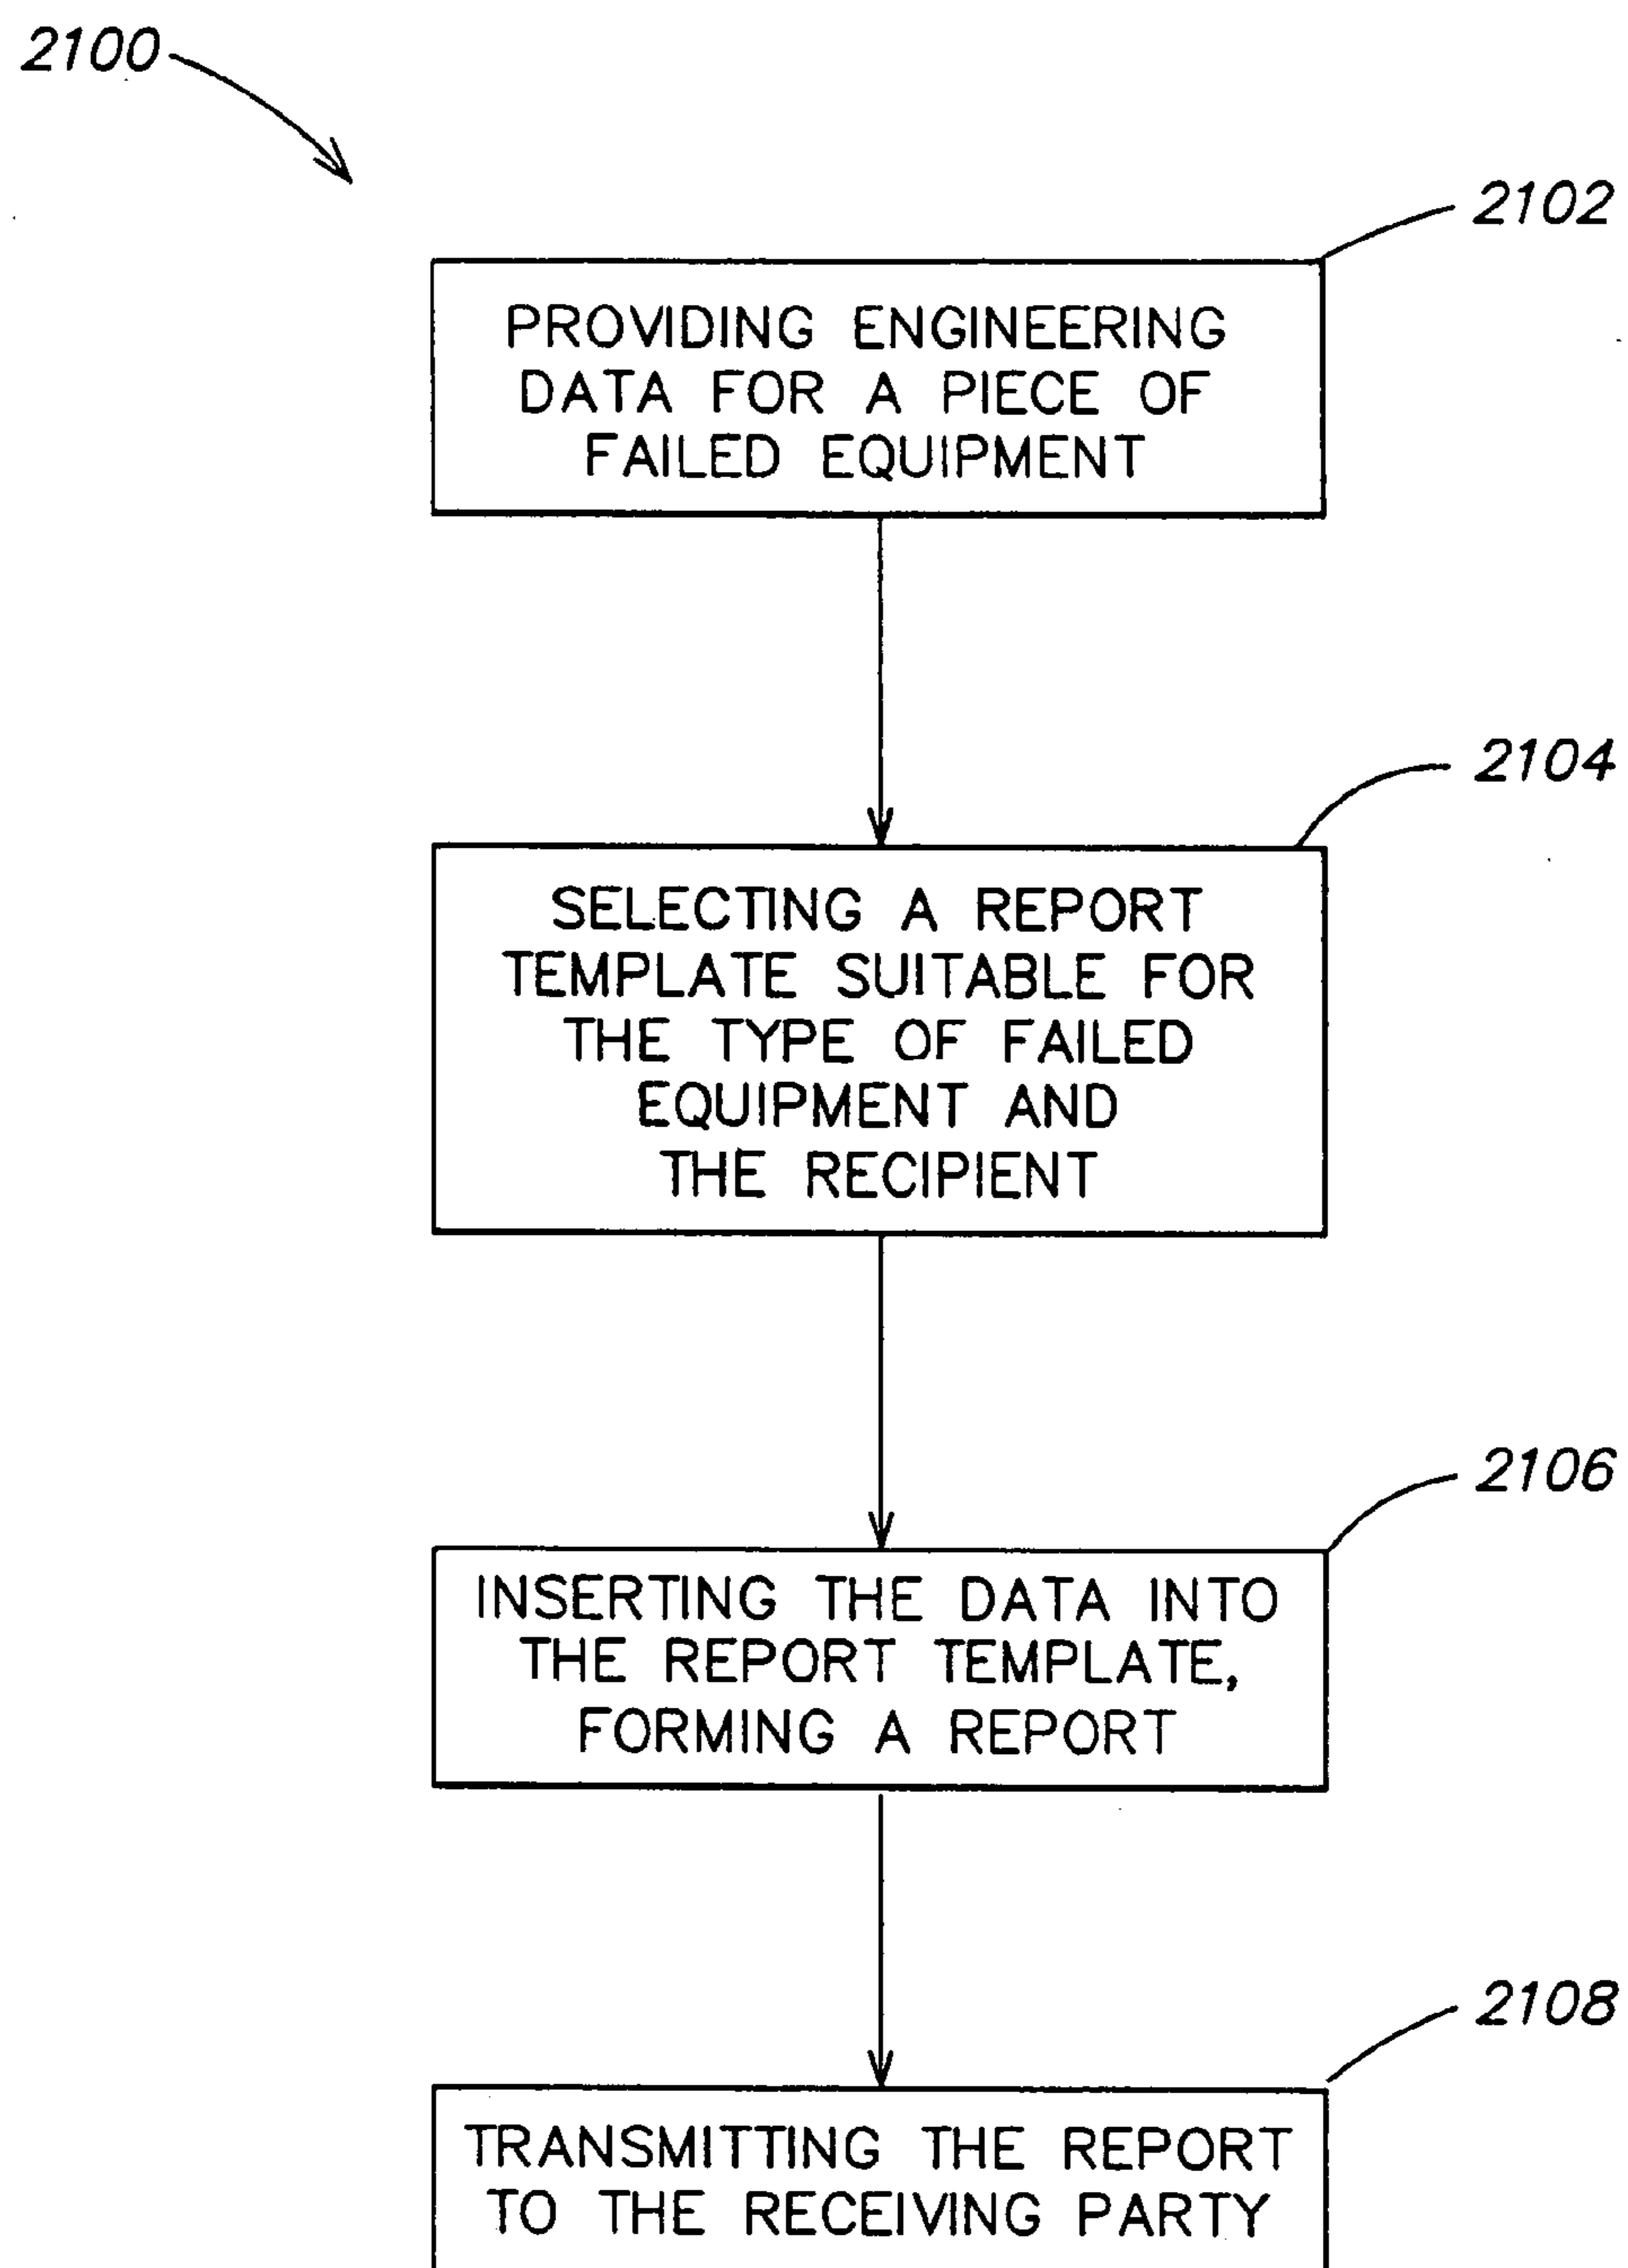 2100
2102
PROVIDING ENGINEERING
DATA FOR A PIECE OF
FAILED EQUIPMENT
2104
SELECTING A REPORT
TEMPLATE SUITABLE FOR
THE TYPE OF FAILED
EQUIPMENT AND
THE RECIPIENT
2106
INSERTING THE DATA INTO
THE REPORT TEMPLATE,
FORMING A REPORT
2108
TRANSMITTING THE REPORT
TO THE RECEIVING PARTY